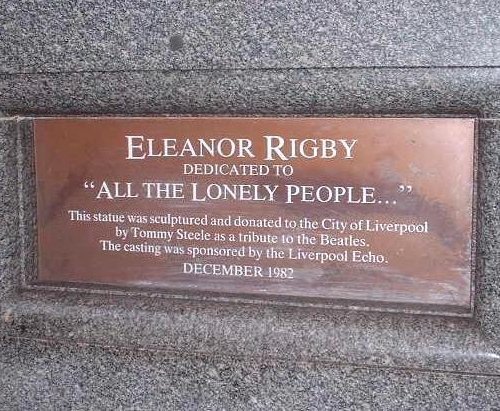 ELEANOR RIGBY
DEDICATED TO
“ALL THE LONELY PEOPLE...”
This statue was sculptured and donated to the City of Liverpool
by Tommy Steele as a tribute to the Beatles.
The casting was sponsored by the Liverpool Echo.
DECEMBER 1982